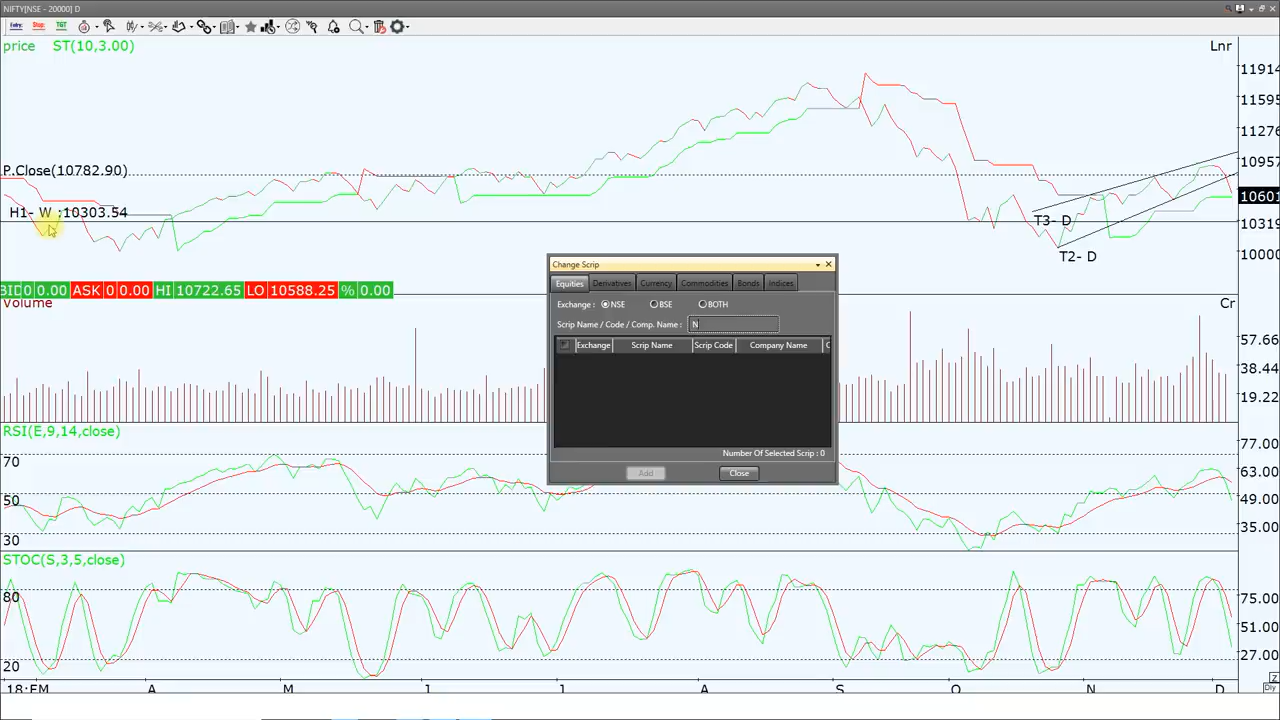 NIFTY[NSE - 20000] D
Entry: Stop: TGT
price ST(10,3.00)
Lnr
11914
11595
11276
P.Close(10782.90)
10957
10601
H1- W :10303.54
T3- D
10319
T2- D
10000
BID 0 0.00 ASK 0 0.00 HI 10722.65 LO 10588.25 % 0.00
Volume
Cr
57.66
38.44
19.22
Change Scrip
Equities Derivatives Currency Commodities Bonds Indices
Exchange : NSE BSE BOTH
Scrip Name / Code / Comp. Name : N
Exchange Scrip Name Scrip Code Company Name
Number Of Selected Scrip : 0
Add Close
RSI(E,9,14,close)
70
50
30
77.00
63.00
49.00
35.00
STOC(S,3,5,close)
80
20
75.00
51.00
27.00
18:FM A M J J A S O N D
Dly